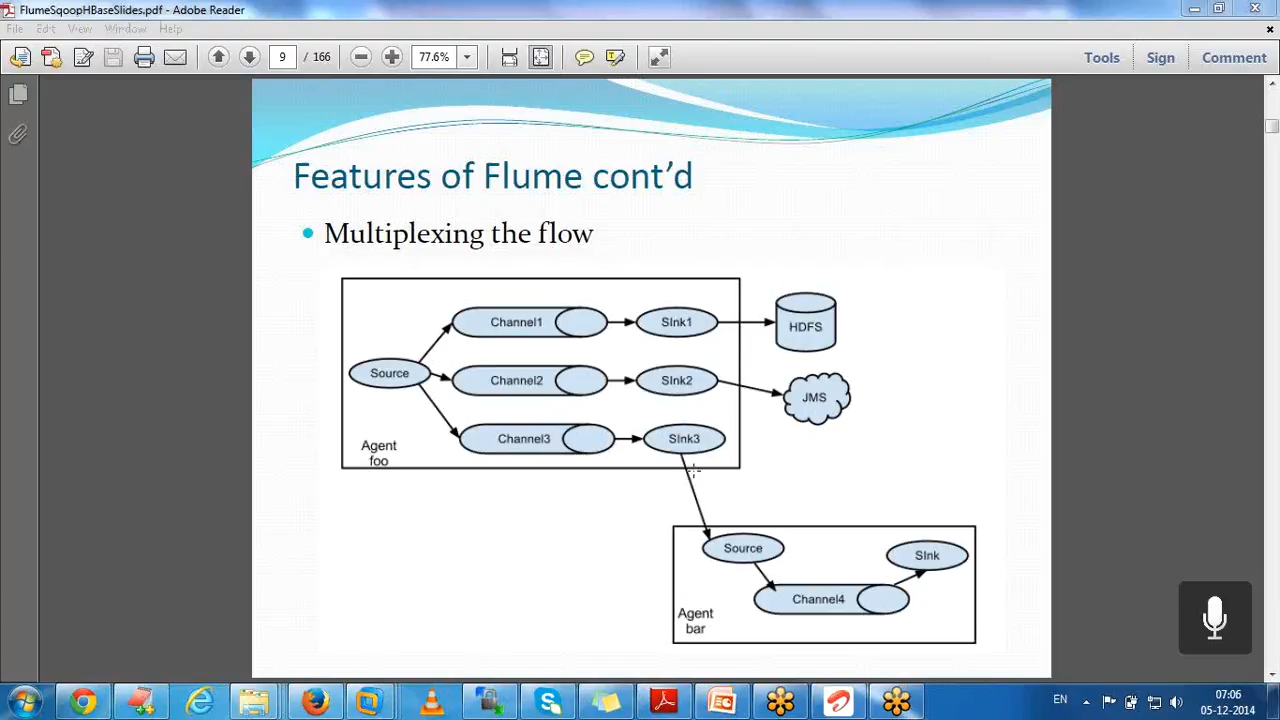 FlumeSqoopHBaseSlides.pdf - Adobe Reader
File Edit View Window Help
9 / 166 77.6% Tools Sign Comment
Features of Flume cont’d
Multiplexing the flow
Channel1 SInk1 HDFS
Source Channel2 SInk2 JMS
Channel3 SInk3
Agent
foo
Source SInk
Channel4
Agent
bar
EN 07:06
05-12-2014